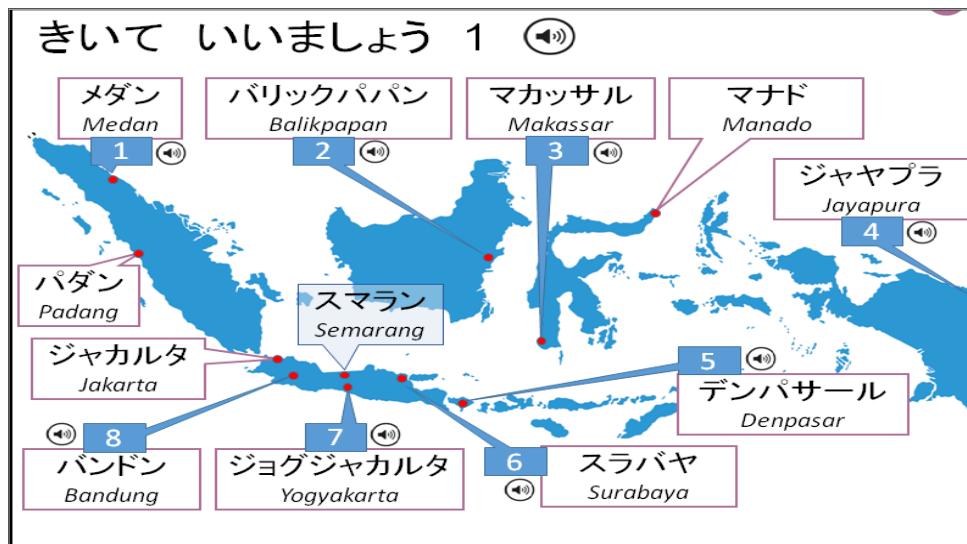 きいて いいましょう 1
メダン
Medan
1
バリックパパン
Balikpapan
2
マカッサル
Makassar
3
マナド
Manado
ジャヤプラ
Jayapura
4
パダン
Padang
スマラン
Semarang
ジャカルタ
Jakarta
5
デンパサール
Denpasar
8
バンドン
Bandung
7
ジョグジャカルタ
Yogyakarta
6
スラバヤ
Surabaya